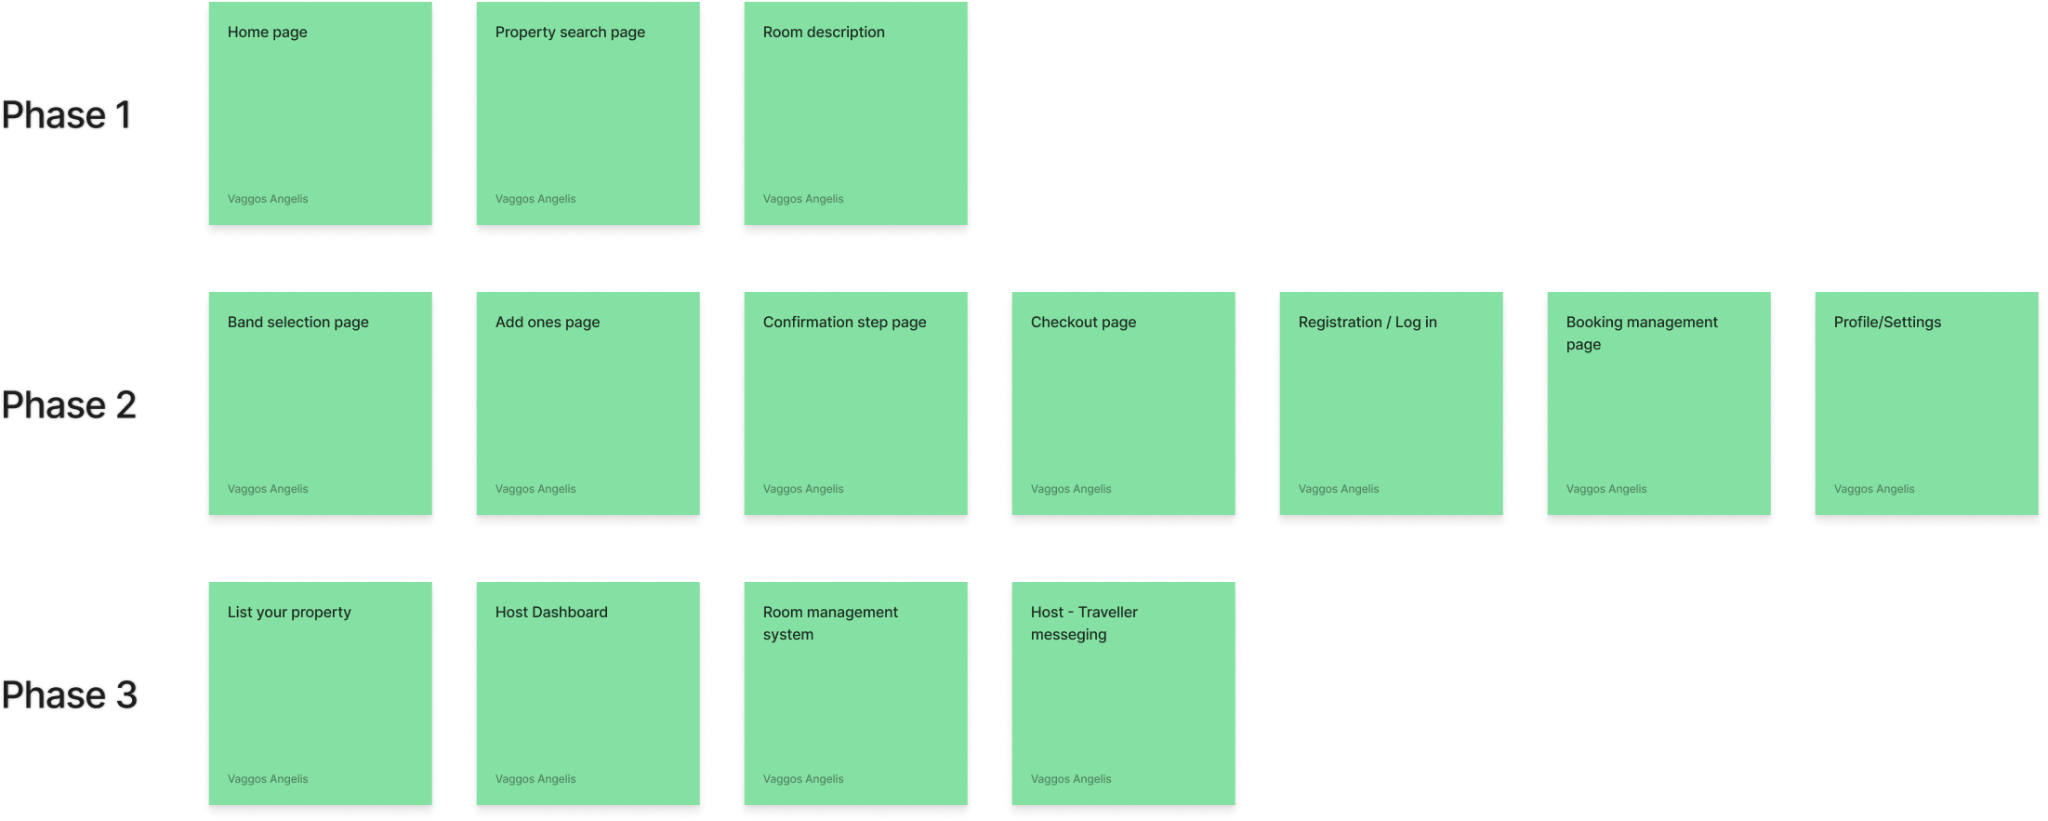 Phase 1
Home page
Vaggos Angelis
Property search page
Vaggos Angelis
Room description
Vaggos Angelis
Phase 2
Band selection page
Vaggos Angelis
Add ones page
Vaggos Angelis
Confirmation step page
Vaggos Angelis
Checkout page
Vaggos Angelis
Registration / Log in
Vaggos Angelis
Booking management
page
Vaggos Angelis
Profile/Settings
Vaggos Angelis
Phase 3
List your property
Vaggos Angelis
Host Dashboard
Vaggos Angelis
Room management
system
Vaggos Angelis
Host - Traveller
messeging
Vaggos Angelis